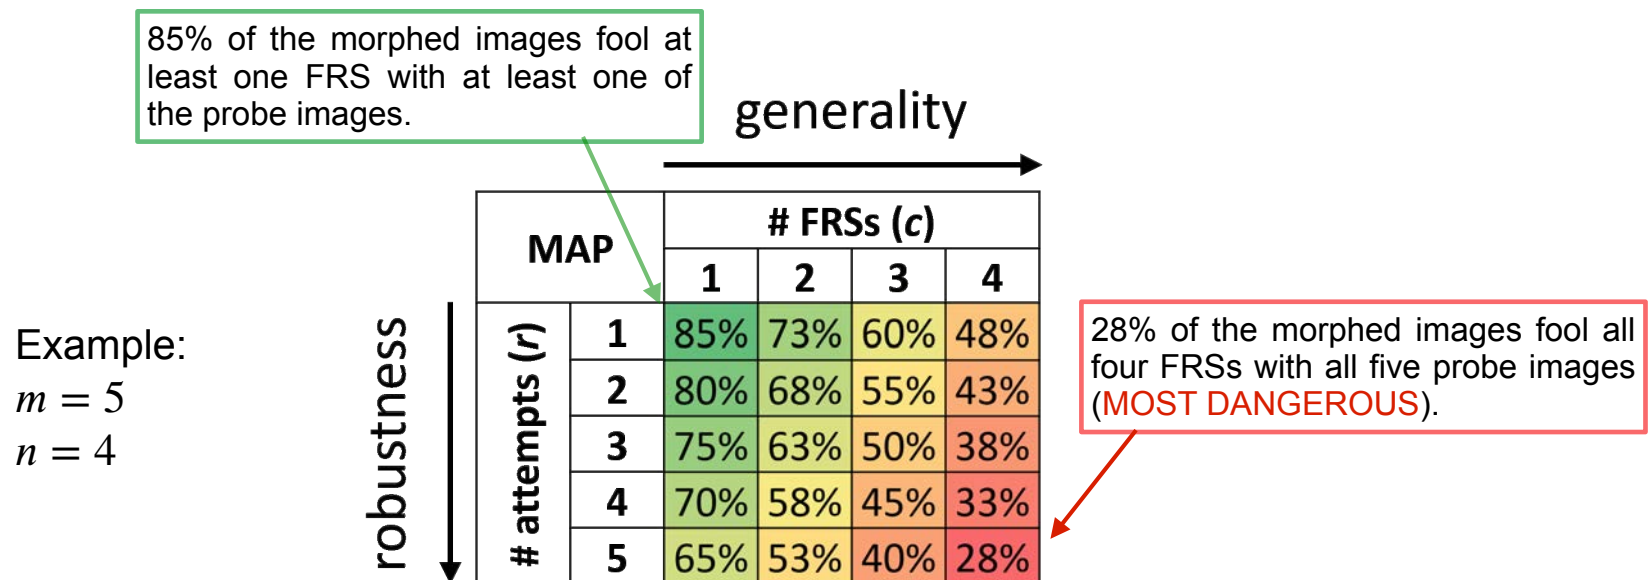 85% of the morphed images fool at
least one FRS with at least one of
the probe images.
generality
MAP
# FRSs (c)
1 2 3 4
Example:
m = 5
n = 4
robustness
# attempts (r)
1 85% 73% 60% 48%
2 80% 68% 55% 43%
3 75% 63% 50% 38%
4 70% 58% 45% 33%
5 65% 53% 40% 28%
28% of the morphed images fool all
four FRSs with all five probe images
(MOST DANGEROUS).